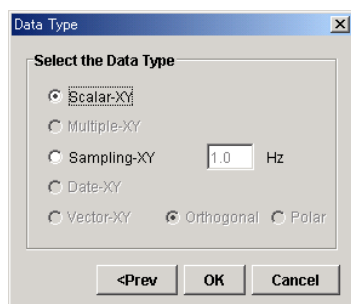 Data Type
Select the Data Type
Scalar-XY
Multiple-XY
Sampling-XY 1.0 Hz
Date-XY
Vector-XY Orthogonal Polar
<Prev OK Cancel